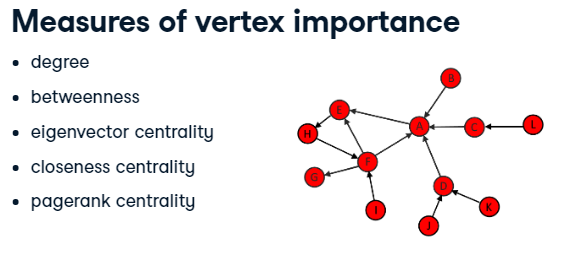 Measures of vertex importance
• degree
• betweenness
• eigenvector centrality
• closeness centrality
• pagerank centrality
B
E
A
C
L
H
F
G
D
I
K
J